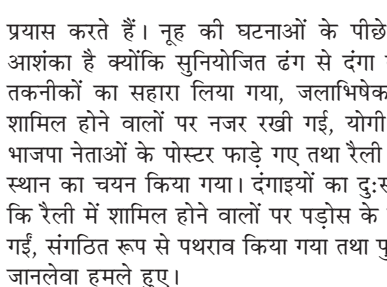 प्रयास करते हैं। नूह की घटनाओं के पीछे
आशंका है क्योंकि सुनियोजित ढंग से दंगा
तकनीकों का सहारा लिया गया, जलाभिषेक
शामिल होने वालों पर नजर रखी गई, योगी
भाजपा नेताओं के पोस्टर फाड़े गए तथा रैली
स्थान का चयन किया गया। दंगाइयों का
कि रैली में शामिल होने वालों पर पड़ोस के
गईं, संगठित रूप से पथराव किया गया तथा
जानलेवा हमले हुए।